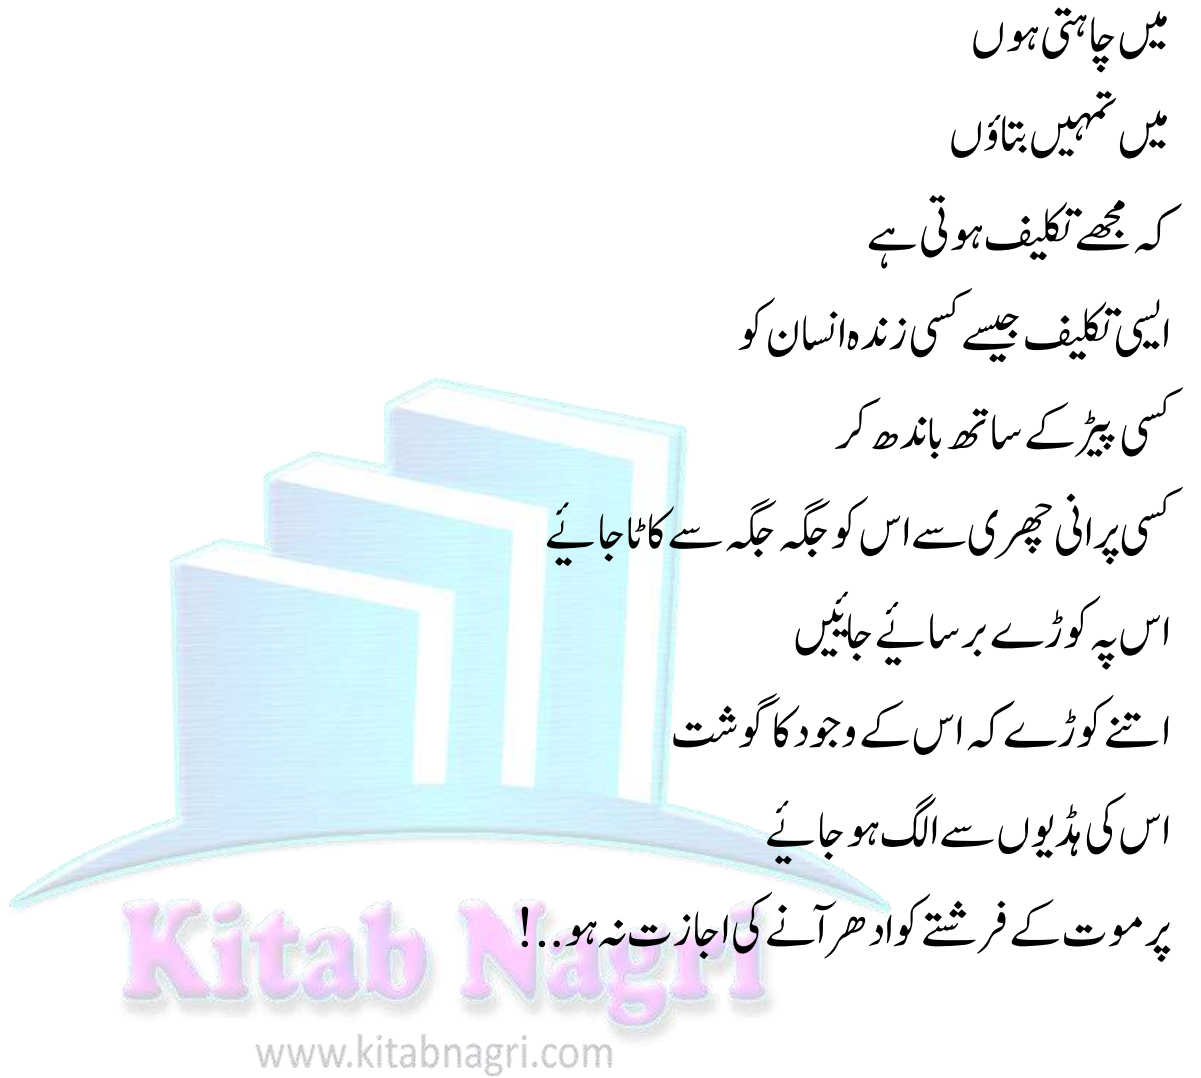 میں چاہتی ہوں
میں تمہیں بتاؤں
کہ مجھے تکلیف ہوتی ہے
ایسی تکلیف جیسے کسی زندہ انسان کو
کسی پیڑ کے ساتھ باندھ کر
کسی پرانی چھری سے اس کو جگہ جگہ سے کاٹا جائے
اس پہ کوڑے برسائے جائیں
اتنے کوڑے کہ اس کے وجود کا گوشت
اس کی ہڈیوں سے الگ ہو جائے
پر موت کے فرشتے کو ادھر آنے کی اجازت نہ ہو..!
Kitab Nagri
www.kitabnagri.com